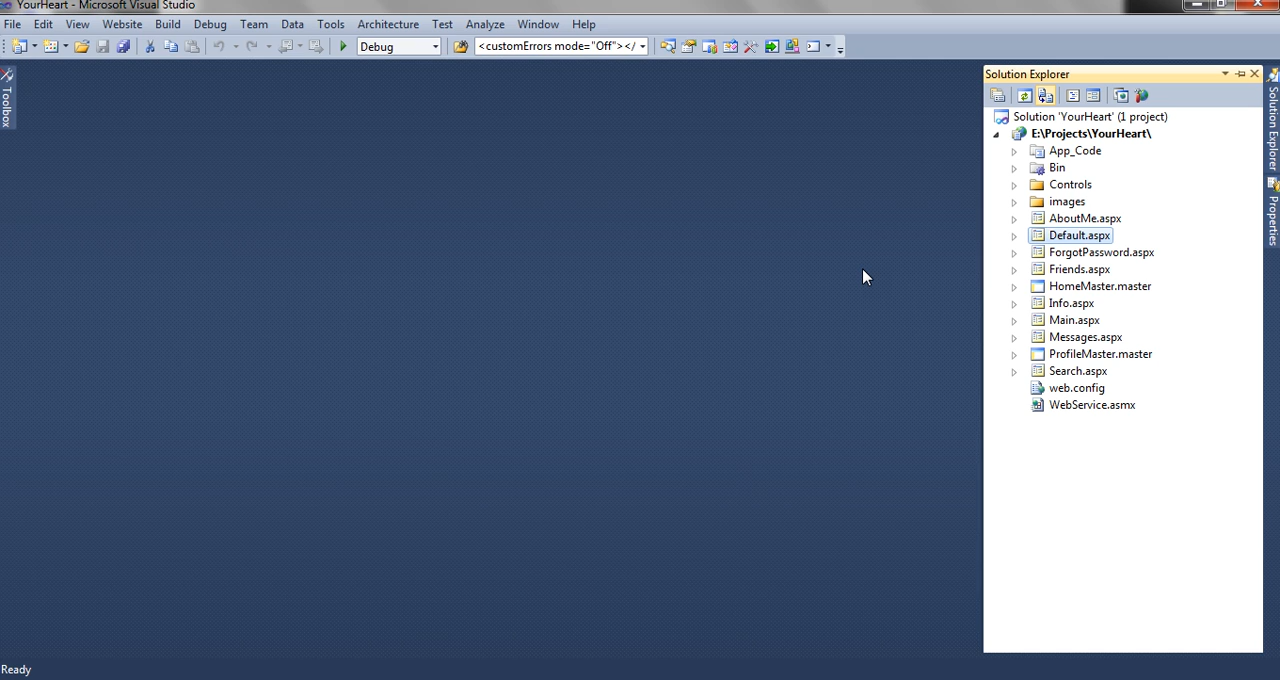 YourHeart - Microsoft Visual Studio
File Edit View Website Build Debug Team Data Tools Architecture Test Analyze Window Help
Debug <customErrors mode="Off"></
Toolbox
Solution Explorer
Solution 'YourHeart' (1 project)
E:\Projects\YourHeart\
App_Code
Bin
Controls
images
AboutMe.aspx
Default.aspx
ForgotPassword.aspx
Friends.aspx
HomeMaster.master
Info.aspx
Main.aspx
Messages.aspx
ProfileMaster.master
Search.aspx
web.config
WebService.asmx
Solution Explorer
Properties
Ready